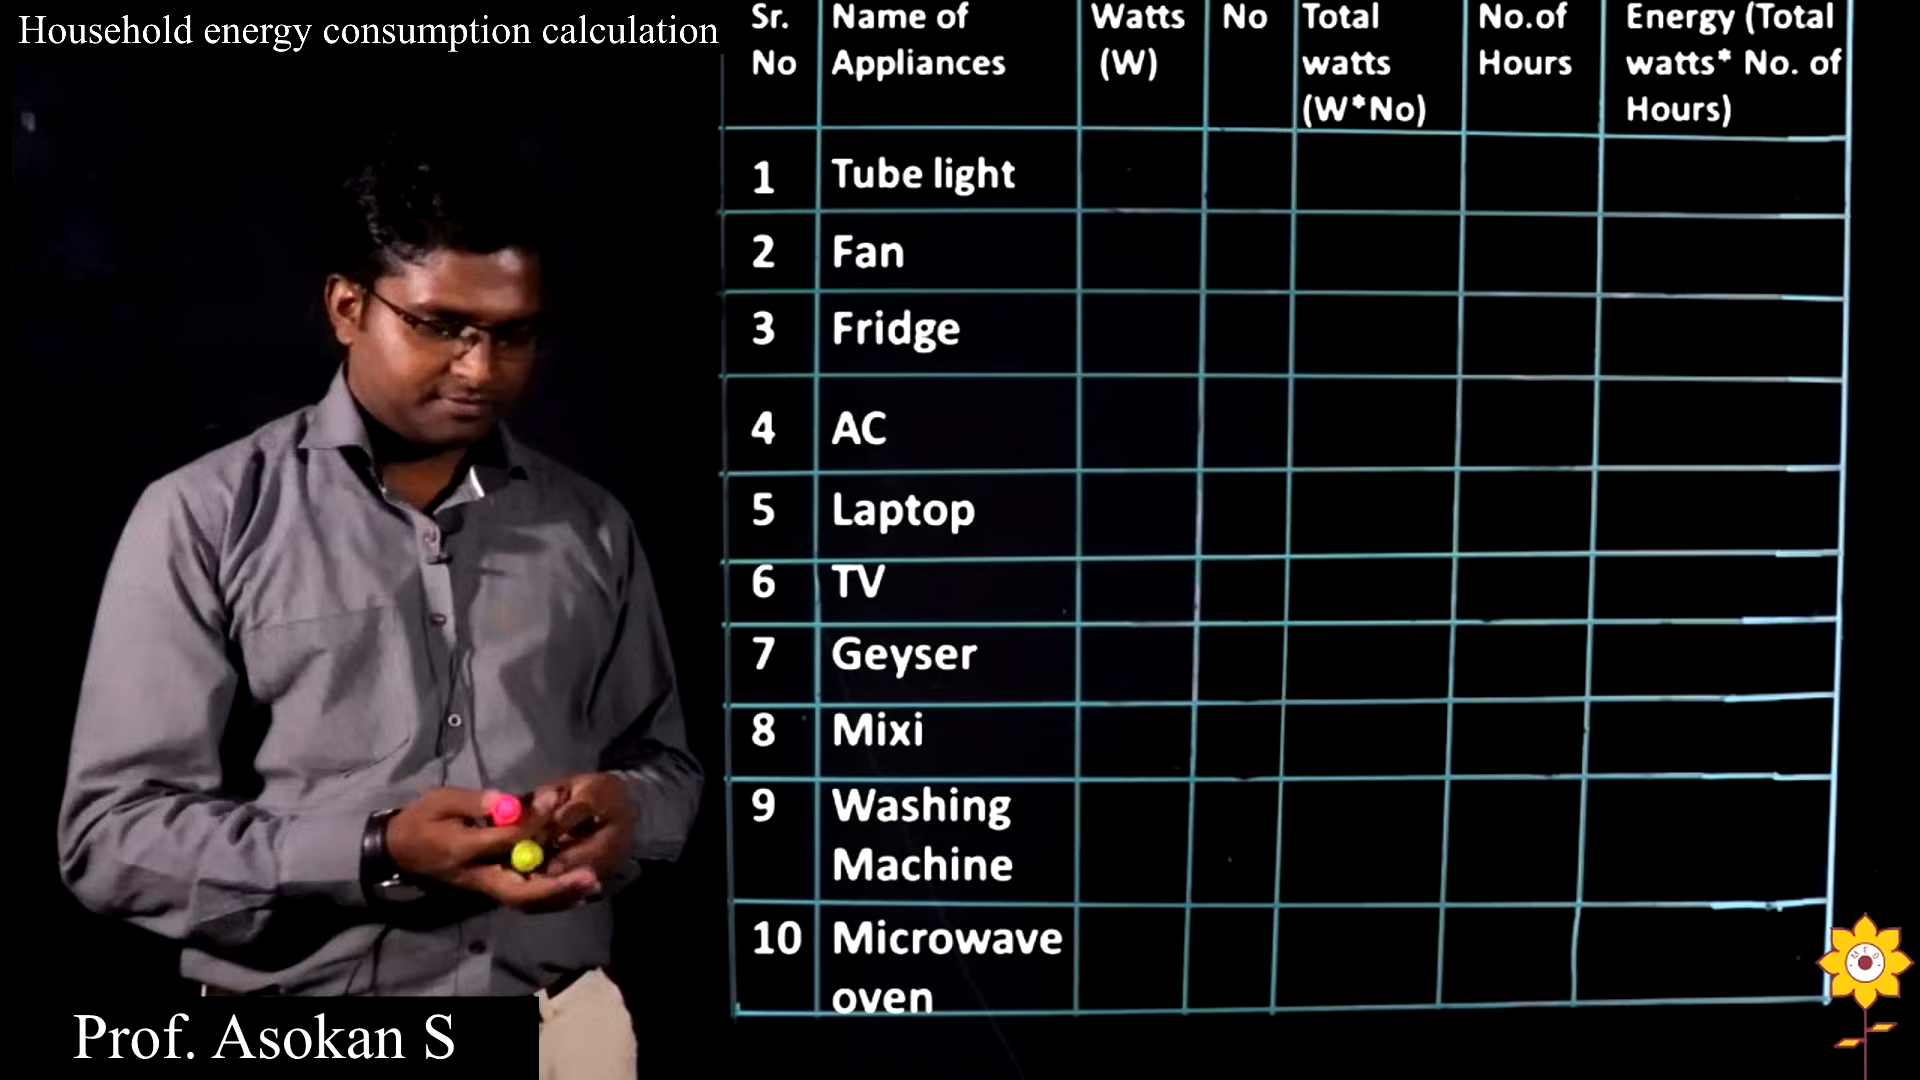 Household energy consumption calculation
Sr. No
Name of Appliances
Watts (W)
No
Total watts (W*No)
No.of Hours
Energy (Total watts* No. of Hours)
1 Tube light
2 Fan
3 Fridge
4 AC
5 Laptop
6 TV
7 Geyser
8 Mixi
9 Washing Machine
10 Microwave oven
Prof. Asokan S